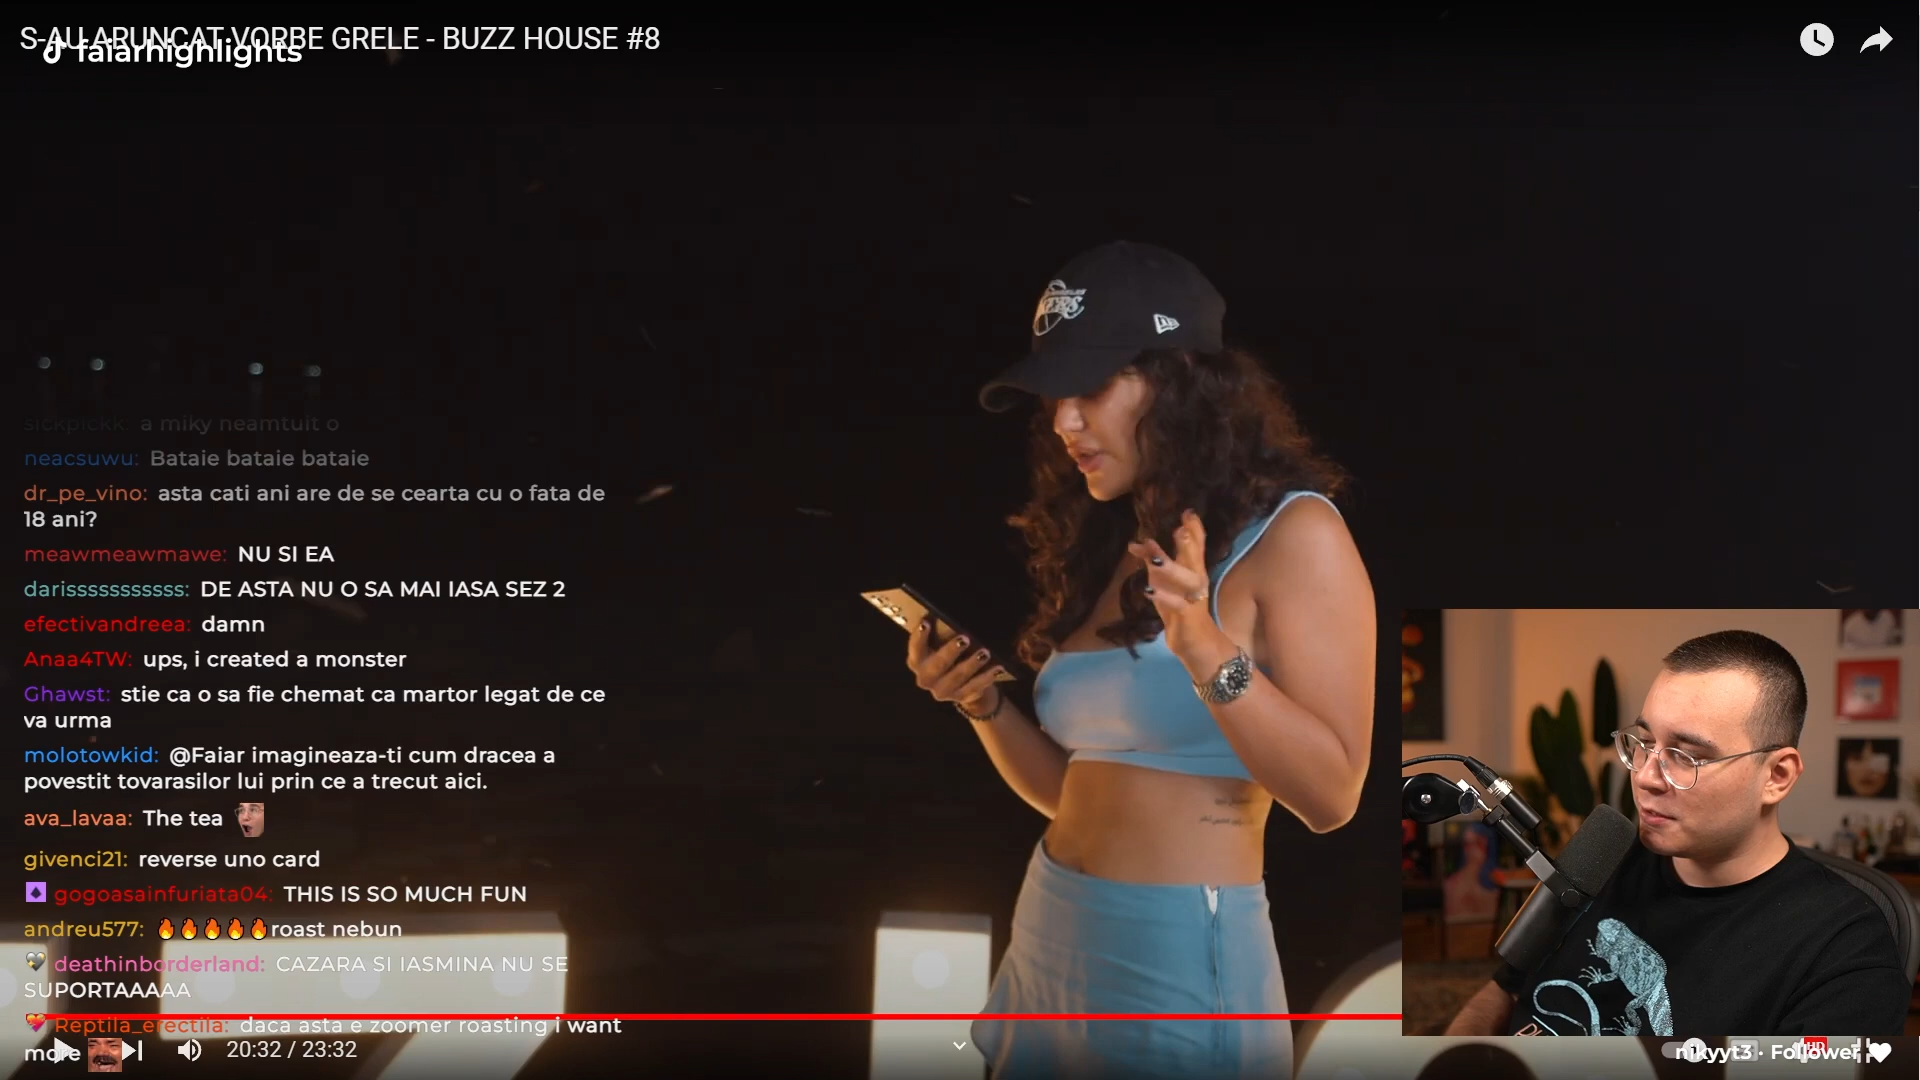 S-AU ARUNCAT VORBE GRELE - BUZZ HOUSE #8
faiarhighlights
sickpickk: a miky neamtuit o
neacsuwu: Bataie bataie bataie
dr_pe_vino: asta cati ani are de se cearta cu o fata de
18 ani?
meawmeawmawe: NU SI EA
darisssssssssss: DE ASTA NU O SA MAI IASA SEZ 2
efectivandreea: damn
Anaa4TW: ups, i created a monster
Ghawst: stie ca o sa fie chemat ca martor legat de ce
va urma
molotowkid: @Faiar imagineaza-ti cum dracea a
povestit tovarasilor lui prin ce a trecut aici.
ava_lavaa: The tea
givenci21: reverse uno card
gogoasainfuriata04: THIS IS SO MUCH FUN
andreu577: 🔥🔥🔥🔥🔥roast nebun
deathinborderland: CAZARA SI IASMINA NU SE
SUPORTAAAAA
Reptila_erectila: daca asta e zoomer roasting i want
more
20:32 / 23:32
nikyyt3 · Follower
HD